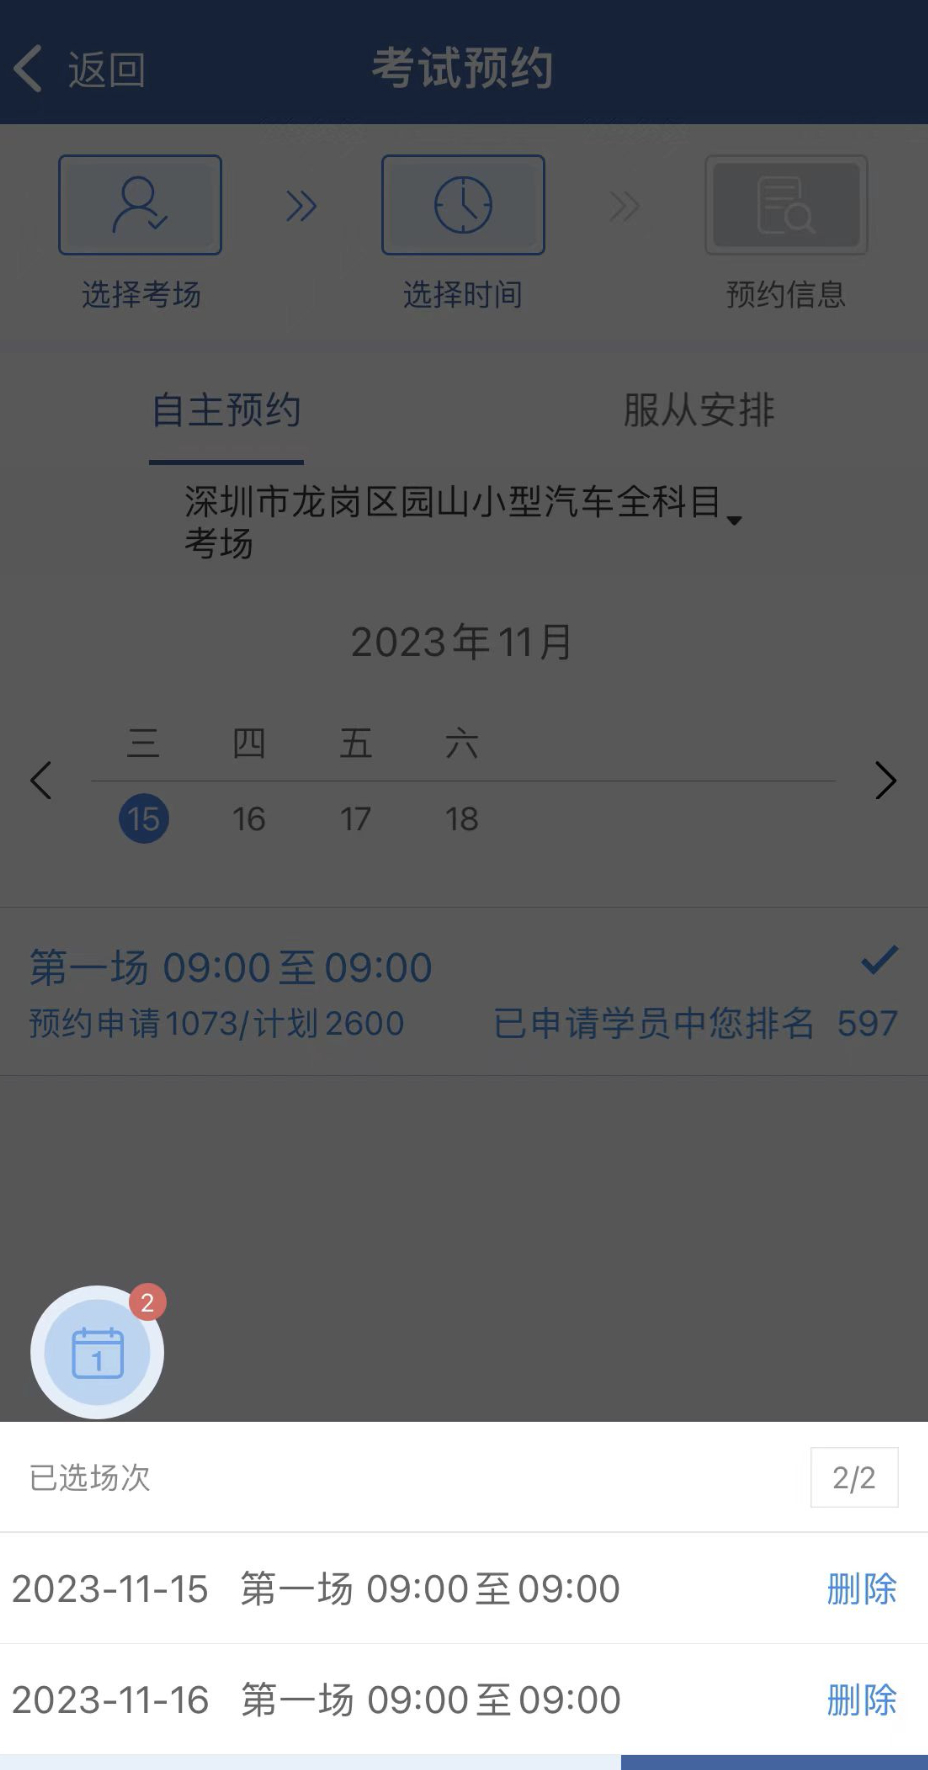 返回 考试预约
选择考场 选择时间 预约信息
自主预约 服从安排
深圳市龙岗区园山小型汽车全科目
考场
2023年11月
三 四 五 六
15 16 17 18
第一场 09:00至09:00
预约申请1073/计划2600 已申请学员中您排名 597
2
1
已选场次 2/2
2023-11-15 第一场 09:00至09:00 删除
2023-11-16 第一场 09:00至09:00 删除